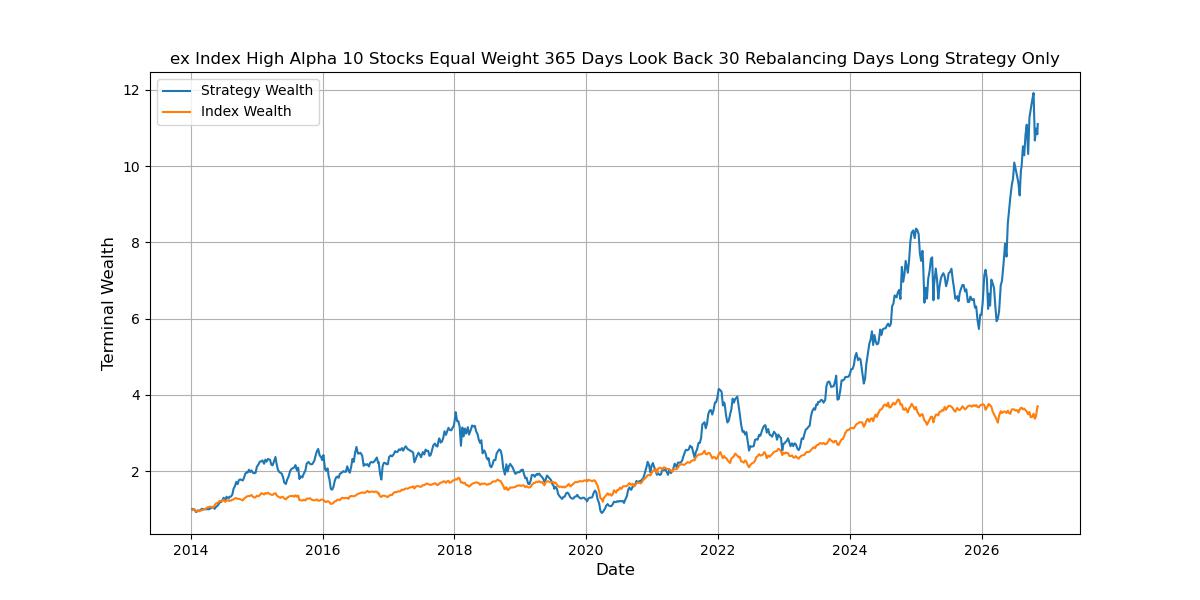 ex Index High Alpha 10 Stocks Equal Weight 365 Days Look Back 30 Rebalancing Days Long Strategy Only
Strategy Wealth
Index Wealth
12
10
8
6
4
2
Terminal Wealth
2014
2016
2018
2020
2022
2024
2026
Date